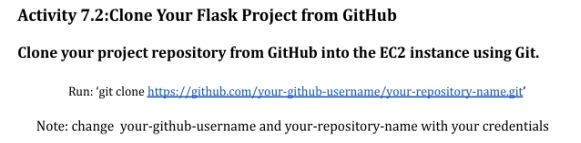 Activity 7.2:Clone Your Flask Project from GitHub
Clone your project repository from GitHub into the EC2 instance using Git.
Run: ‘git clone https://github.com/your-github-username/your-repository-name.git’
Note: change  your-github-username and your-repository-name with your credentials